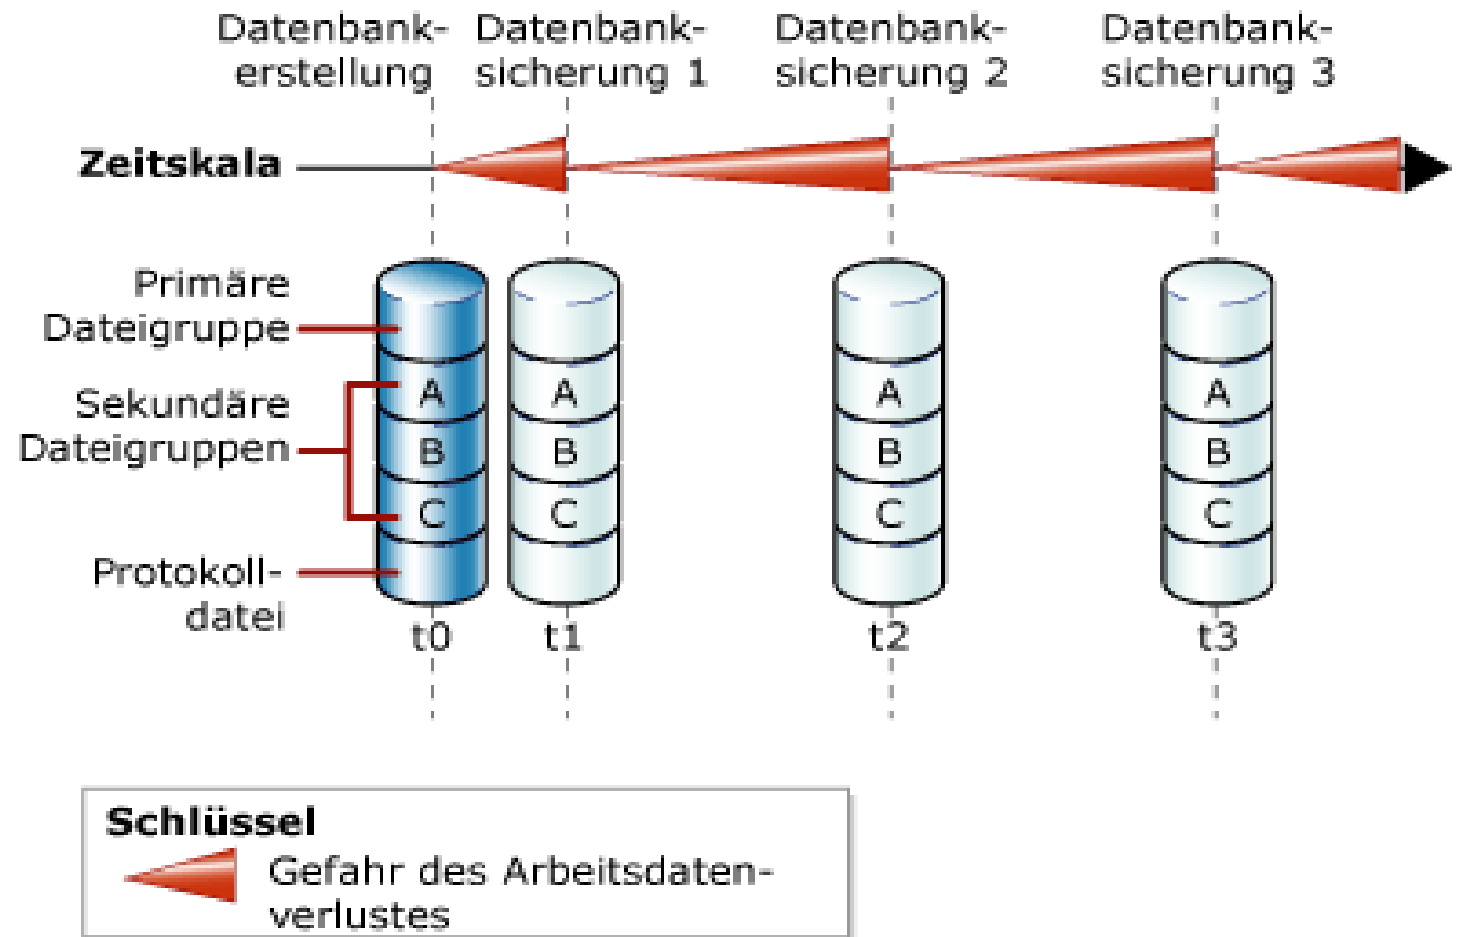 Datenbank-
erstellung
Datenbank-
sicherung 1
Datenbank-
sicherung 2
Datenbank-
sicherung 3
Zeitskala
Primäre
Dateigruppe
Sekundäre
Dateigruppen
Protokoll-
datei
A
B
C
t0
A
B
C
t1
A
B
C
t2
A
B
C
t3
Schlüssel
Gefahr des Arbeitsdaten-
verlustes